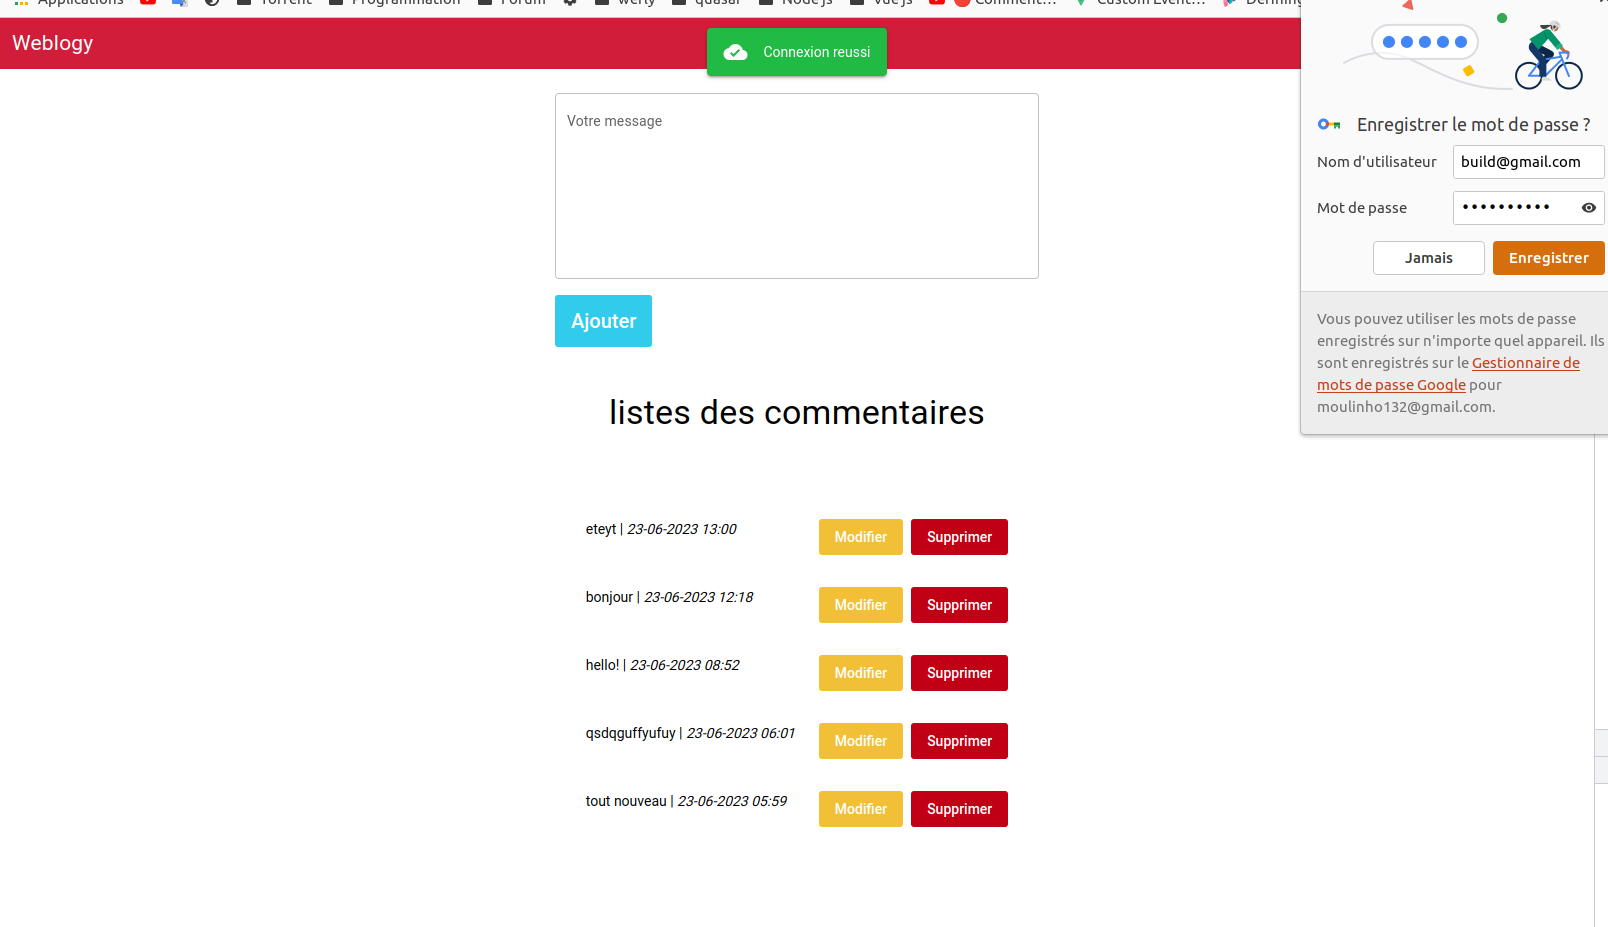 Applications Torrent Programmation Forum werly quasar Node js Vue js Comment... Custom Event...
Weblogy
Connexion reussi
Votre message
Ajouter
listes des commentaires
eteyt | 23-06-2023 13:00 Modifier Supprimer
bonjour | 23-06-2023 12:18 Modifier Supprimer
hello! | 23-06-2023 08:52 Modifier Supprimer
qsdqguffyufuy | 23-06-2023 06:01 Modifier Supprimer
tout nouveau | 23-06-2023 05:59 Modifier Supprimer
Enregistrer le mot de passe ?
Nom d'utilisateur build@gmail.com
Mot de passe ••••••••••
Jamais Enregistrer
Vous pouvez utiliser les mots de passe
enregistrés sur n'importe quel appareil. Ils
sont enregistrés sur le Gestionnaire de
mots de passe Google pour
moulinho132@gmail.com.